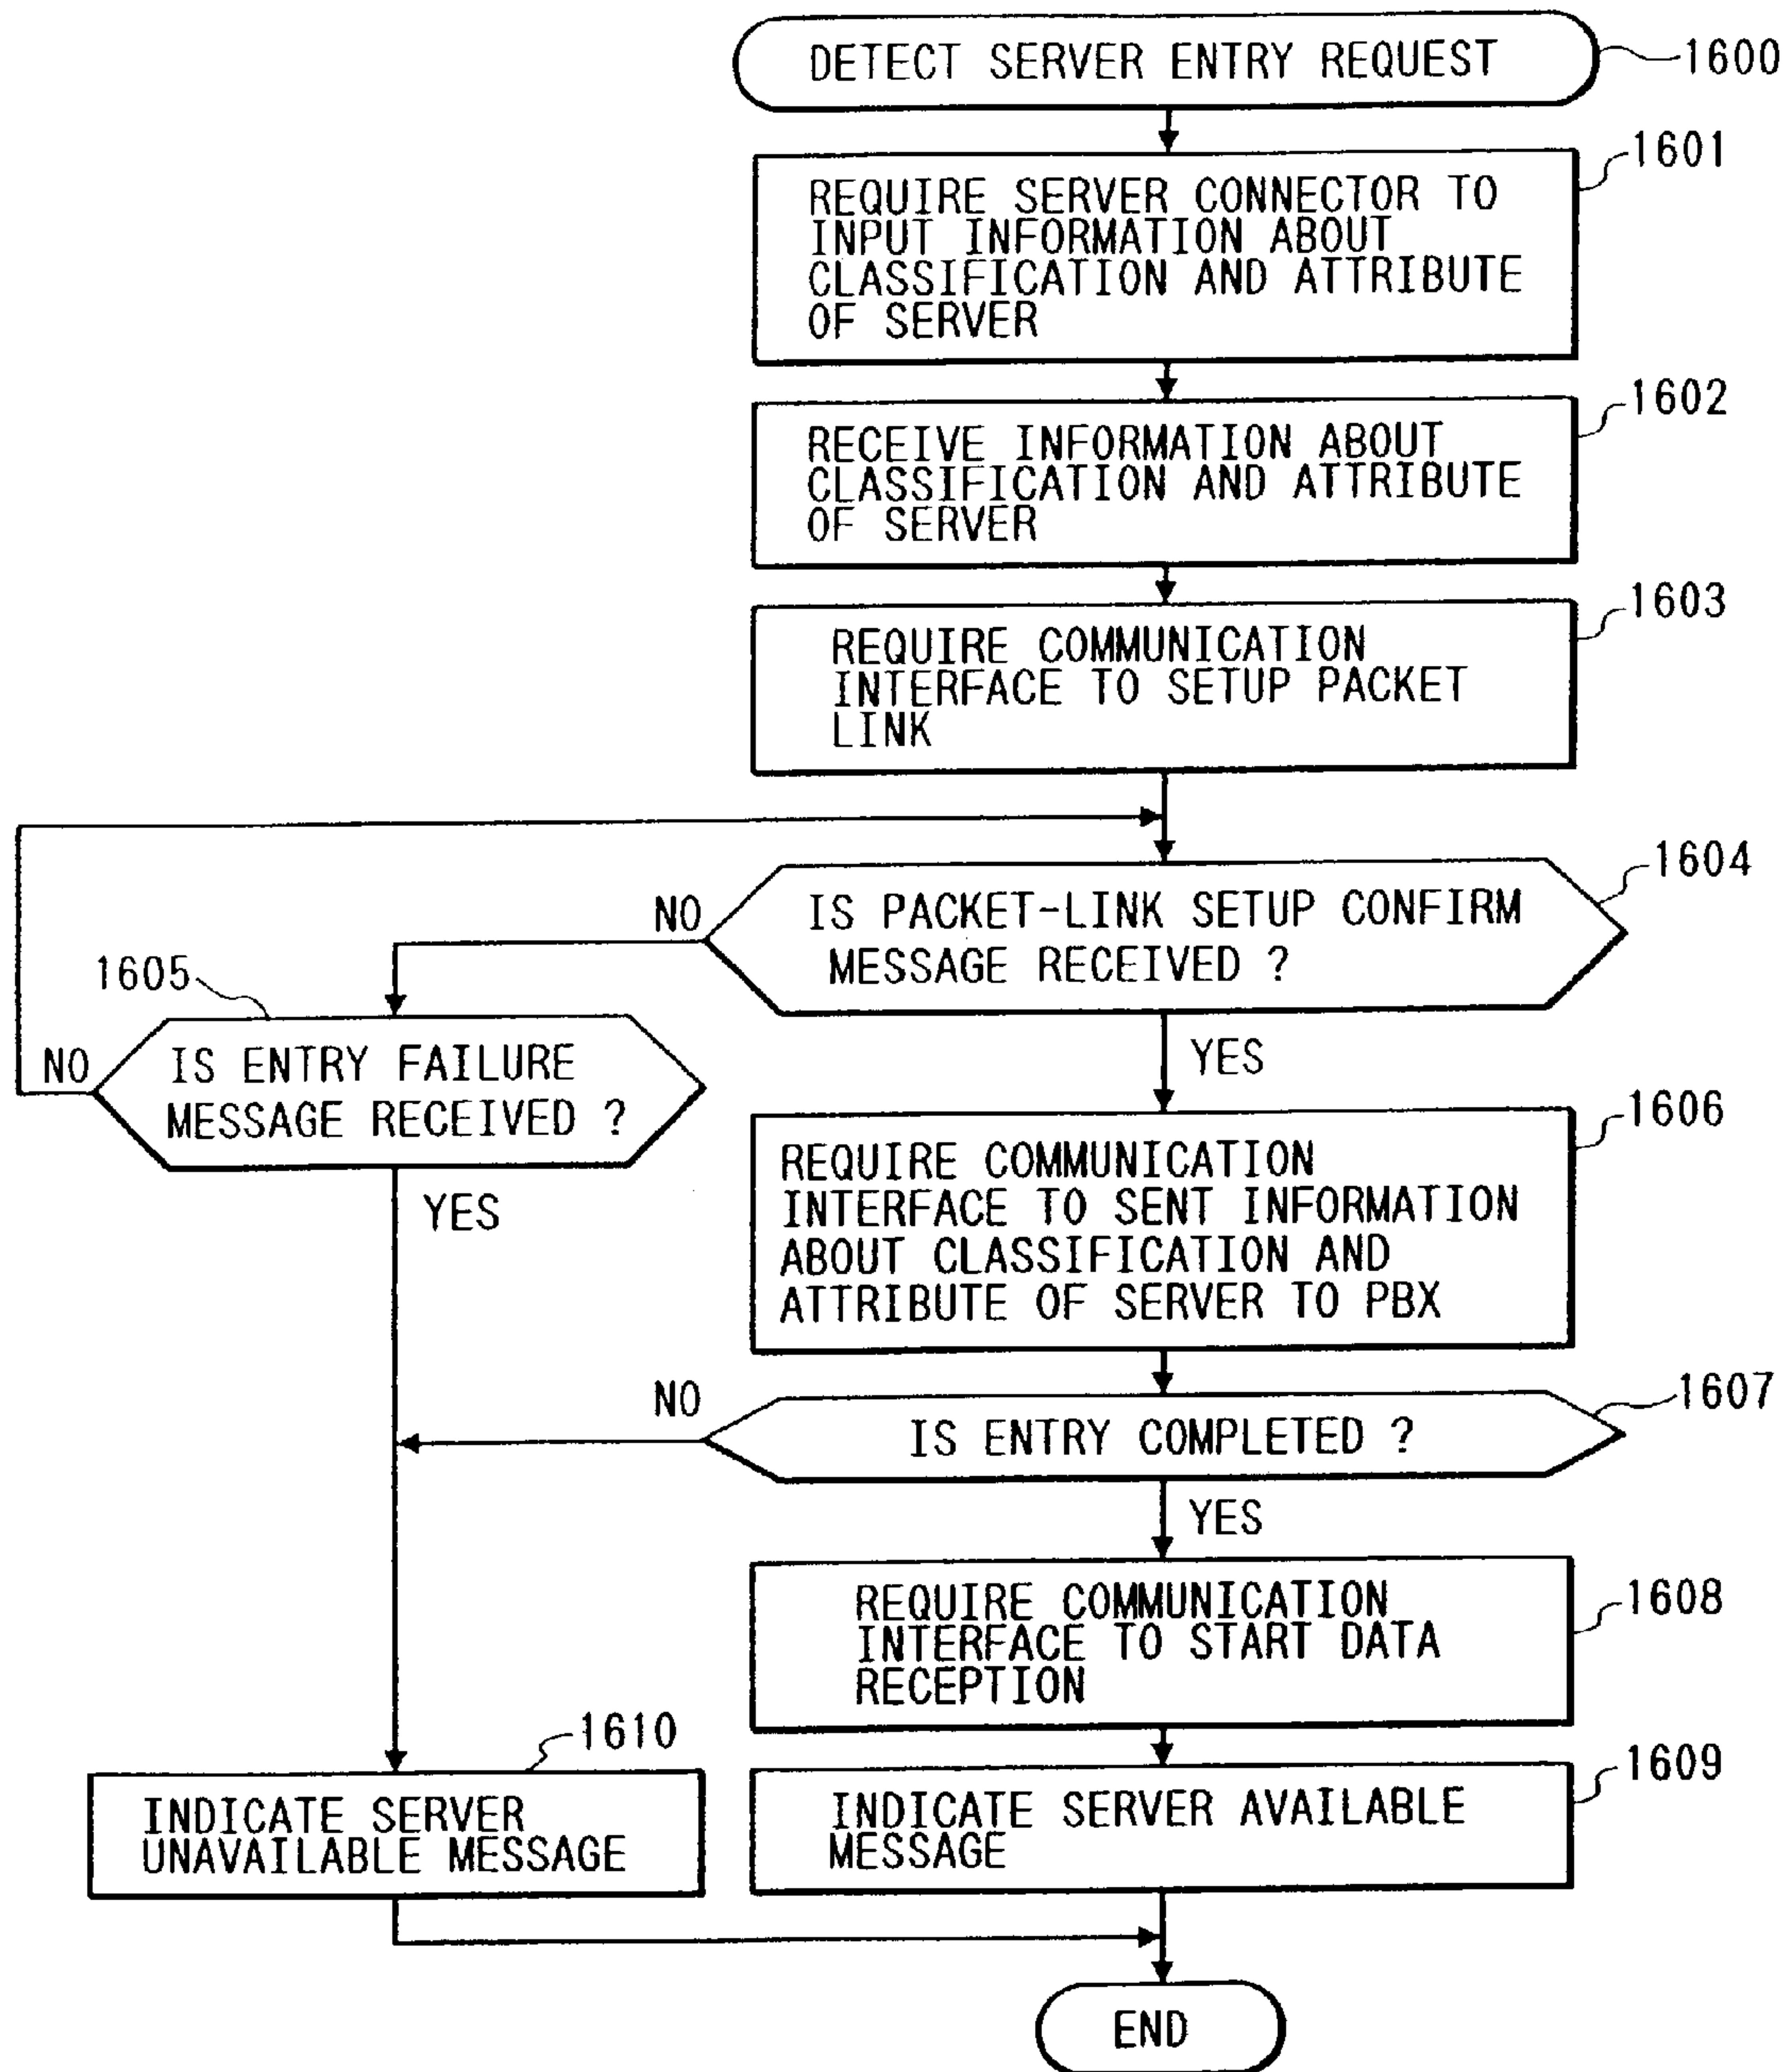 DETECT SERVER ENTRY REQUEST
1600
1601
REQUIRE SERVER CONNECTOR TO
INPUT INFORMATION ABOUT
CLASSIFICATION AND ATTRIBUTE
OF SERVER
1602
RECEIVE INFORMATION ABOUT
CLASSIFICATION AND ATTRIBUTE
OF SERVER
1603
REQUIRE COMMUNICATION
INTERFACE TO SETUP PACKET
LINK
1604
NO
IS PACKET-LINK SETUP CONFIRM
MESSAGE RECEIVED ?
YES
1605
NO
IS ENTRY FAILURE
MESSAGE RECEIVED ?
YES
1606
REQUIRE COMMUNICATION
INTERFACE TO SENT INFORMATION
ABOUT CLASSIFICATION AND
ATTRIBUTE OF SERVER TO PBX
1607
NO
IS ENTRY COMPLETED ?
YES
1608
REQUIRE COMMUNICATION
INTERFACE TO START DATA
RECEPTION
1610
INDICATE SERVER
UNAVAILABLE MESSAGE
1609
INDICATE SERVER AVAILABLE
MESSAGE
END